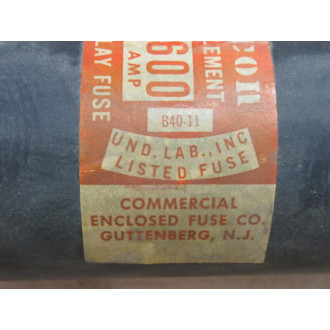 600
AMP
B40-11
UND. LAB., INC.
LISTED FUSE
COMMERCIAL
ENCLOSED FUSE CO.
GUTTENBERG, N.J.